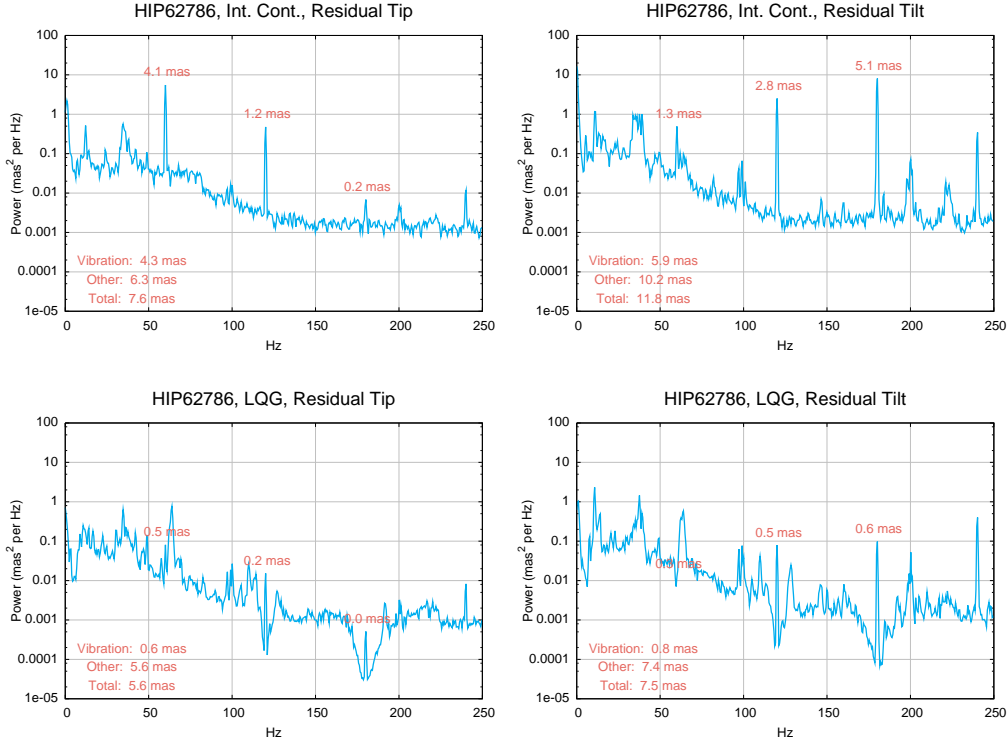 HIP62786, Int. Cont., Residual Tip
100
10
1
0.1
0.01
0.001
0.0001
1e-05
Power (mas² per Hz)
4.1 mas
1.2 mas
0.2 mas
Vibration: 4.3 mas
Other: 6.3 mas
Total: 7.6 mas
0 50 100 150 200 250
Hz
HIP62786, Int. Cont., Residual Tilt
100
10
1
0.1
0.01
0.001
0.0001
1e-05
Power (mas² per Hz)
5.1 mas
2.8 mas
1.3 mas
Vibration: 5.9 mas
Other: 10.2 mas
Total: 11.8 mas
0 50 100 150 200 250
Hz
HIP62786, LQG, Residual Tip
100
10
1
0.1
0.01
0.001
0.0001
1e-05
Power (mas² per Hz)
0.5 mas
0.2 mas
0.0 mas
Vibration: 0.6 mas
Other: 5.6 mas
Total: 5.6 mas
0 50 100 150 200 250
Hz
HIP62786, LQG, Residual Tilt
100
10
1
0.1
0.01
0.001
0.0001
1e-05
Power (mas² per Hz)
0.5 mas
0.6 mas
mas
Vibration: 0.8 mas
Other: 7.4 mas
Total: 7.5 mas
0 50 100 150 200 250
Hz